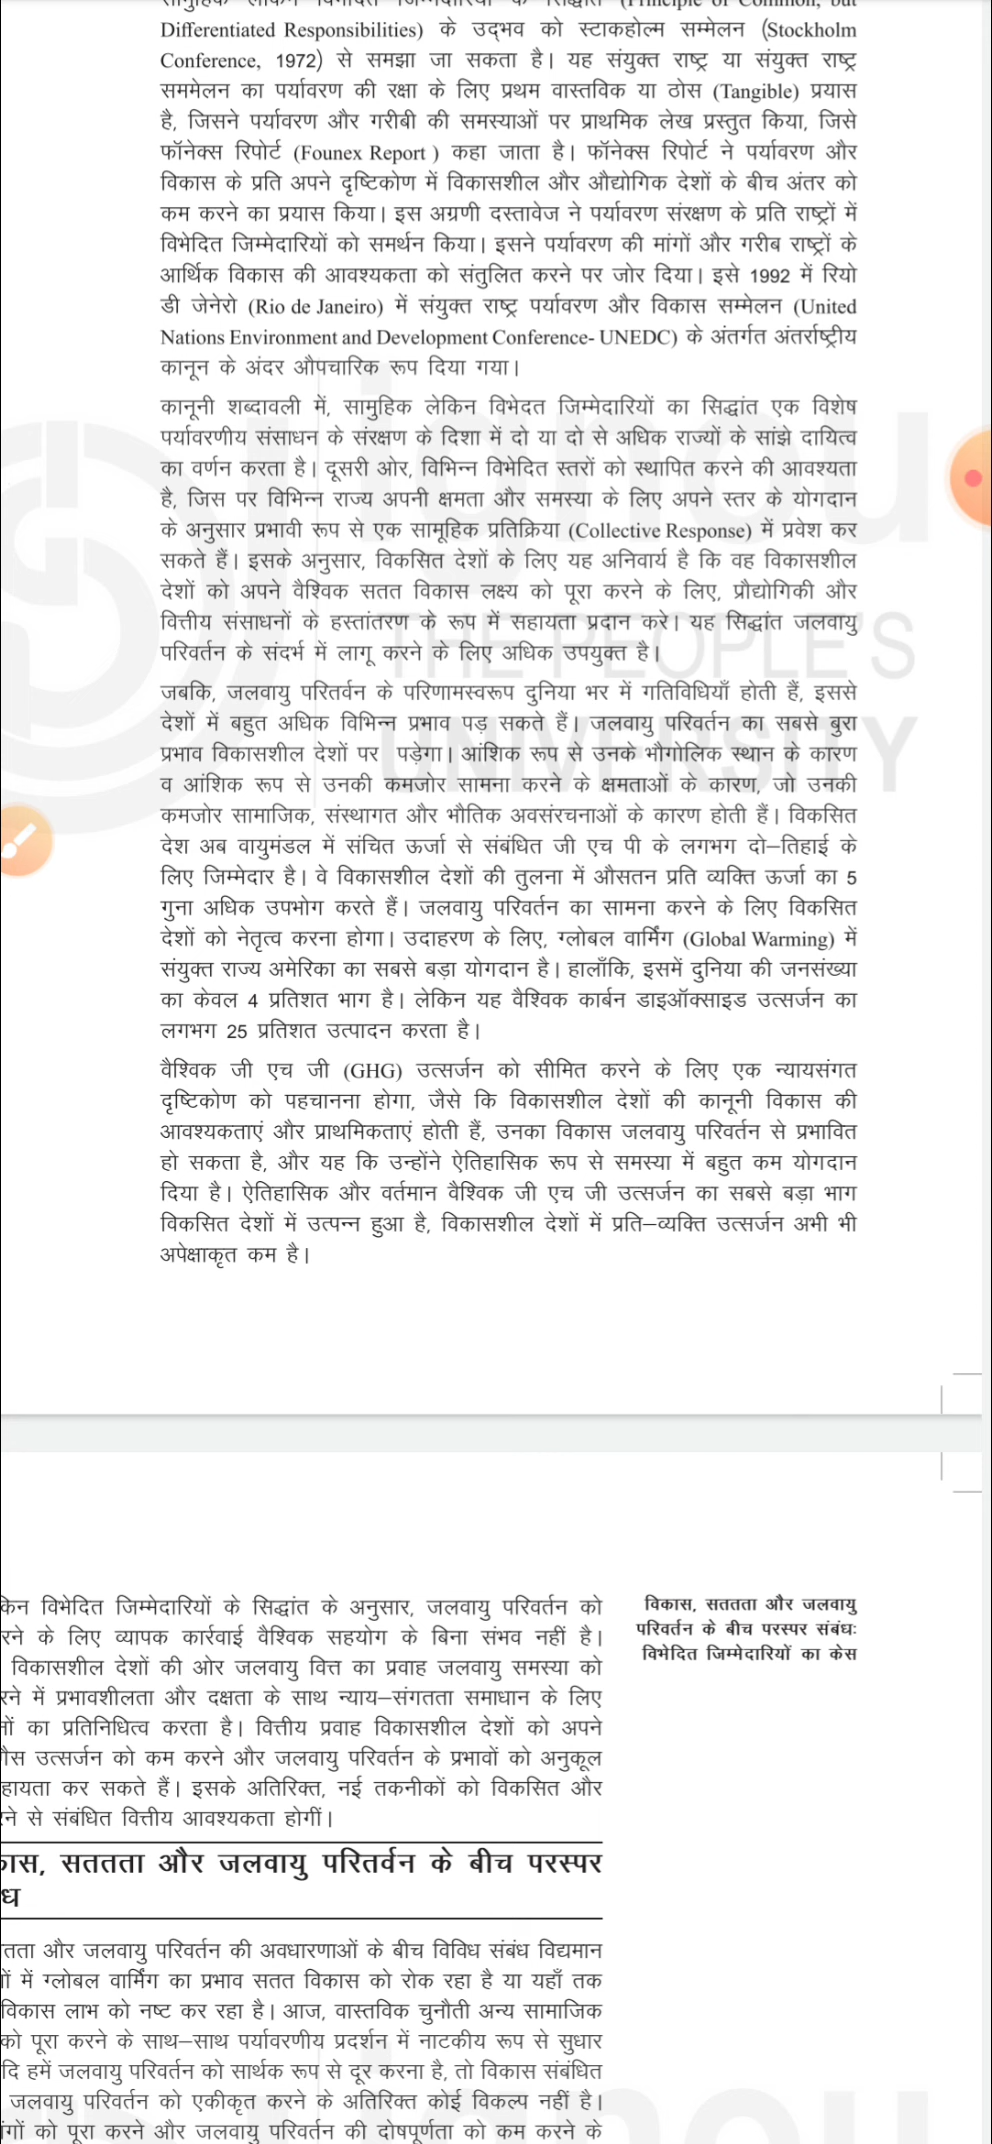 Differentiated Responsibilities) के उद्भव को स्टाकहोल्म सम्मेलन (Stockholm
Conference, 1972) से समझा जा सकता है। यह संयुक्त राष्ट्र या संयुक्त राष्ट्र
सममेलन का पर्यावरण की रक्षा के लिए प्रथम वास्तविक या ठोस (Tangible) प्रयास
है, जिसने पर्यावरण और गरीबी की समस्याओं पर प्राथमिक लेख प्रस्तुत किया, जिसे
फॉनेक्स रिपोर्ट (Founex Report ) कहा जाता है। फॉनेक्स रिपोर्ट ने पर्यावरण और
विकास के प्रति अपने दृष्टिकोण में विकासशील और औद्योगिक देशों के बीच अंतर को
कम करने का प्रयास किया। इस अग्रणी दस्तावेज ने पर्यावरण संरक्षण के प्रति राष्ट्रों में
विभेदित जिम्मेदारियों को समर्थन किया। इसने पर्यावरण की मांगों और गरीब राष्ट्रों के
आर्थिक विकास की आवश्यकता को संतुलित करने पर जोर दिया। इसे 1992 में रियो
डी जेनेरो (Rio de Janeiro) में संयुक्त राष्ट्र पर्यावरण और विकास सम्मेलन (United
Nations Environment and Development Conference- UNEDC) के अंतर्गत अंतर्राष्ट्रीय
कानून के अंदर औपचारिक रूप दिया गया।
कानूनी शब्दावली में, सामुहिक लेकिन विभेदत जिम्मेदारियों का सिद्धांत एक विशेष
पर्यावरणीय संसाधन के संरक्षण के दिशा में दो या दो से अधिक राज्यों के सांझे दायित्व
का वर्णन करता है। दूसरी ओर, विभिन्न विभेदित स्तरों को स्थापित करने की आवश्यता
है, जिस पर विभिन्न राज्य अपनी क्षमता और समस्या के लिए अपने स्तर के योगदान
के अनुसार प्रभावी रूप से एक सामूहिक प्रतिक्रिया (Collective Response) में प्रवेश कर
सकते हैं। इसके अनुसार, विकसित देशों के लिए यह अनिवार्य है कि वह विकासशील
देशों को अपने वैश्विक सतत विकास लक्ष्य को पूरा करने के लिए, प्रौद्योगिकी और
वित्तीय संसाधनों के हस्तांतरण के रूप में सहायता प्रदान करे। यह सिद्धांत जलवायु
परिवर्तन के संदर्भ में लागू करने के लिए अधिक उपयुक्त है।
जबकि, जलवायु परितर्वन के परिणामस्वरूप दुनिया भर में गतिविधियाँ होती हैं, इससे
देशों में बहुत अधिक विभिन्न प्रभाव पड़ सकते हैं। जलवायु परिवर्तन का सबसे बुरा
प्रभाव विकासशील देशों पर पड़ेगा। आंशिक रूप से उनके भौगोलिक स्थान के कारण
व आंशिक रूप से उनकी कमजोर सामना करने के क्षमताओं के कारण, जो उनकी
कमजोर सामाजिक, संस्थागत और भौतिक अवसंरचनाओं के कारण होती हैं। विकसित
देश अब वायुमंडल में संचित ऊर्जा से संबंधित जी एच पी के लगभग दो–तिहाई के
लिए जिम्मेदार है। वे विकासशील देशों की तुलना में औसतन प्रति व्यक्ति ऊर्जा का 5
गुना अधिक उपभोग करते हैं। जलवायु परिवर्तन का सामना करने के लिए विकसित
देशों को नेतृत्व करना होगा। उदाहरण के लिए, ग्लोबल वार्मिंग (Global Warming) में
संयुक्त राज्य अमेरिका का सबसे बड़ा योगदान है। हालाँकि, इसमें दुनिया की जनसंख्या
का केवल 4 प्रतिशत भाग है। लेकिन यह वैश्विक कार्बन डाइऑक्साइड उत्सर्जन का
लगभग 25 प्रतिशत उत्पादन करता है।
वैश्विक जी एच जी (GHG) उत्सर्जन को सीमित करने के लिए एक न्यायसंगत
दृष्टिकोण को पहचानना होगा, जैसे कि विकासशील देशों की कानूनी विकास की
आवश्यकताएं और प्राथमिकताएं होती हैं, उनका विकास जलवायु परिवर्तन से प्रभावित
हो सकता है, और यह कि उन्होंने ऐतिहासिक रूप से समस्या में बहुत कम योगदान
दिया है। ऐतिहासिक और वर्तमान वैश्विक जी एच जी उत्सर्जन का सबसे बड़ा भाग
विकसित देशों में उत्पन्न हुआ है, विकासशील देशों में प्रति–व्यक्ति उत्सर्जन अभी भी
अपेक्षाकृत कम है।
ignou
THE PEOPLE'S
UNIVERSITY
विकास, सततता और जलवायु
परिवर्तन के बीच परस्पर संबंधः
विभेदित जिम्मेदारियों का केस
विभेदित जिम्मेदारियों के सिद्धांत के अनुसार, जलवायु परिवर्तन को
के लिए व्यापक कार्रवाई वैश्विक सहयोग के बिना संभव नहीं है।
विकासशील देशों की ओर जलवायु वित्त का प्रवाह जलवायु समस्या को
में प्रभावशीलता और दक्षता के साथ न्याय–संगतता समाधान के लिए
का प्रतिनिधित्व करता है। वित्तीय प्रवाह विकासशील देशों को अपने
उत्सर्जन को कम करने और जलवायु परिवर्तन के प्रभावों को अनुकूल
कर सकते हैं। इसके अतिरिक्त, नई तकनीकों को विकसित और
से संबंधित वित्तीय आवश्यकता होगीं।
सततता और जलवायु परितर्वन के बीच परस्पर
और जलवायु परिवर्तन की अवधारणाओं के बीच विविध संबंध विद्यमान
में ग्लोबल वार्मिंग का प्रभाव सतत विकास को रोक रहा है या यहाँ तक
विकास लाभ को नष्ट कर रहा है। आज, वास्तविक चुनौती अन्य सामाजिक
को पूरा करने के साथ–साथ पर्यावरणीय प्रदर्शन में नाटकीय रूप से सुधार
हमें जलवायु परिवर्तन को सार्थक रूप से दूर करना है, तो विकास संबंधित
जलवायु परिवर्तन को एकीकृत करने के अतिरिक्त कोई विकल्प नहीं है।
को पूरा करने और जलवायु परिवर्तन की दोषपूर्णता को कम करने के